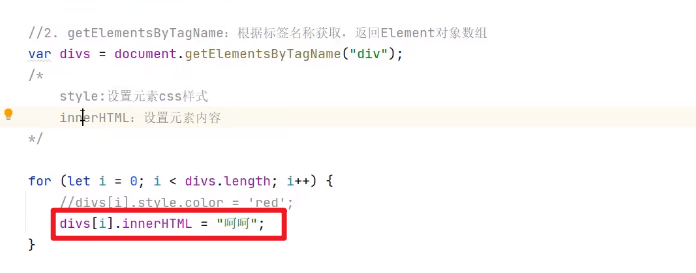 //2. getElementsByTagName：根据标签名称获取，返回Element对象数组
var divs = document.getElementsByTagName("div");
/*
style:设置元素css样式
innerHTML：设置元素内容
*/
for (let i = 0; i < divs.length; i++) {
//divs[i].style.color = 'red';
divs[i].innerHTML = "呵呵";
}